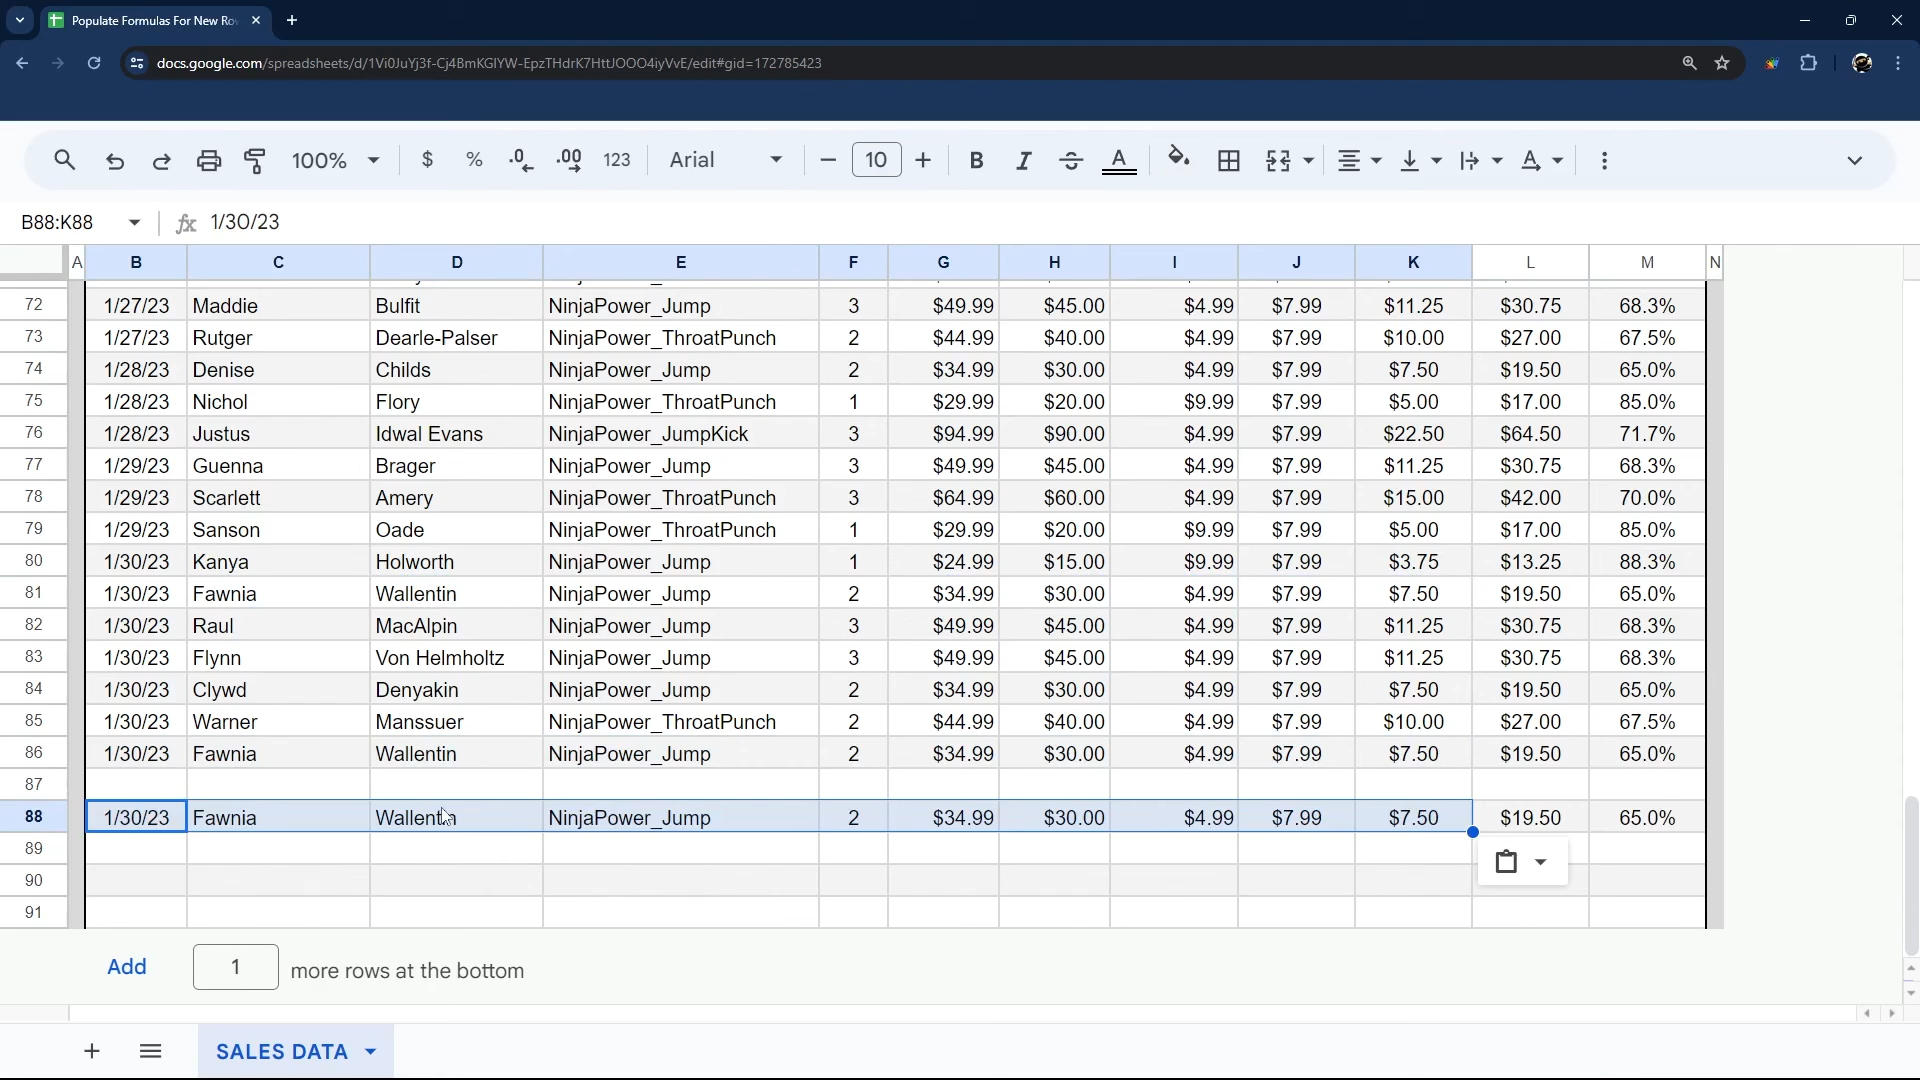 Populate Formulas For New Ro
docs.google.com/spreadsheets/d/1Vi0JuYj3f-Cj4BmKGlYW-EpzTHdrK7HttJOOO4iyVvE/edit#gid=172785423
100% $ % .0 .00 123 Arial 10 B I A
B88:K88 fx 1/30/23
A B C D E F G H I J K L M N
72 1/27/23 Maddie Bulfit NinjaPower_Jump 3 $49.99 $45.00 $4.99 $7.99 $11.25 $30.75 68.3%
73 1/27/23 Rutger Dearle-Palser NinjaPower_ThroatPunch 2 $44.99 $40.00 $4.99 $7.99 $10.00 $27.00 67.5%
74 1/28/23 Denise Childs NinjaPower_Jump 2 $34.99 $30.00 $4.99 $7.99 $7.50 $19.50 65.0%
75 1/28/23 Nichol Flory NinjaPower_ThroatPunch 1 $29.99 $20.00 $9.99 $7.99 $5.00 $17.00 85.0%
76 1/28/23 Justus Idwal Evans NinjaPower_JumpKick 3 $94.99 $90.00 $4.99 $7.99 $22.50 $64.50 71.7%
77 1/29/23 Guenna Brager NinjaPower_Jump 3 $49.99 $45.00 $4.99 $7.99 $11.25 $30.75 68.3%
78 1/29/23 Scarlett Amery NinjaPower_ThroatPunch 3 $64.99 $60.00 $4.99 $7.99 $15.00 $42.00 70.0%
79 1/29/23 Sanson Oade NinjaPower_ThroatPunch 1 $29.99 $20.00 $9.99 $7.99 $5.00 $17.00 85.0%
80 1/30/23 Kanya Holworth NinjaPower_Jump 1 $24.99 $15.00 $9.99 $7.99 $3.75 $13.25 88.3%
81 1/30/23 Fawnia Wallentin NinjaPower_Jump 2 $34.99 $30.00 $4.99 $7.99 $7.50 $19.50 65.0%
82 1/30/23 Raul MacAlpin NinjaPower_Jump 3 $49.99 $45.00 $4.99 $7.99 $11.25 $30.75 68.3%
83 1/30/23 Flynn Von Helmholtz NinjaPower_Jump 3 $49.99 $45.00 $4.99 $7.99 $11.25 $30.75 68.3%
84 1/30/23 Clywd Denyakin NinjaPower_Jump 2 $34.99 $30.00 $4.99 $7.99 $7.50 $19.50 65.0%
85 1/30/23 Warner Manssuer NinjaPower_ThroatPunch 2 $44.99 $40.00 $4.99 $7.99 $10.00 $27.00 67.5%
86 1/30/23 Fawnia Wallentin NinjaPower_Jump 2 $34.99 $30.00 $4.99 $7.99 $7.50 $19.50 65.0%
87
88 1/30/23 Fawnia Wallentin NinjaPower_Jump 2 $34.99 $30.00 $4.99 $7.99 $7.50 $19.50 65.0%
89
90
91
Add 1 more rows at the bottom
SALES DATA